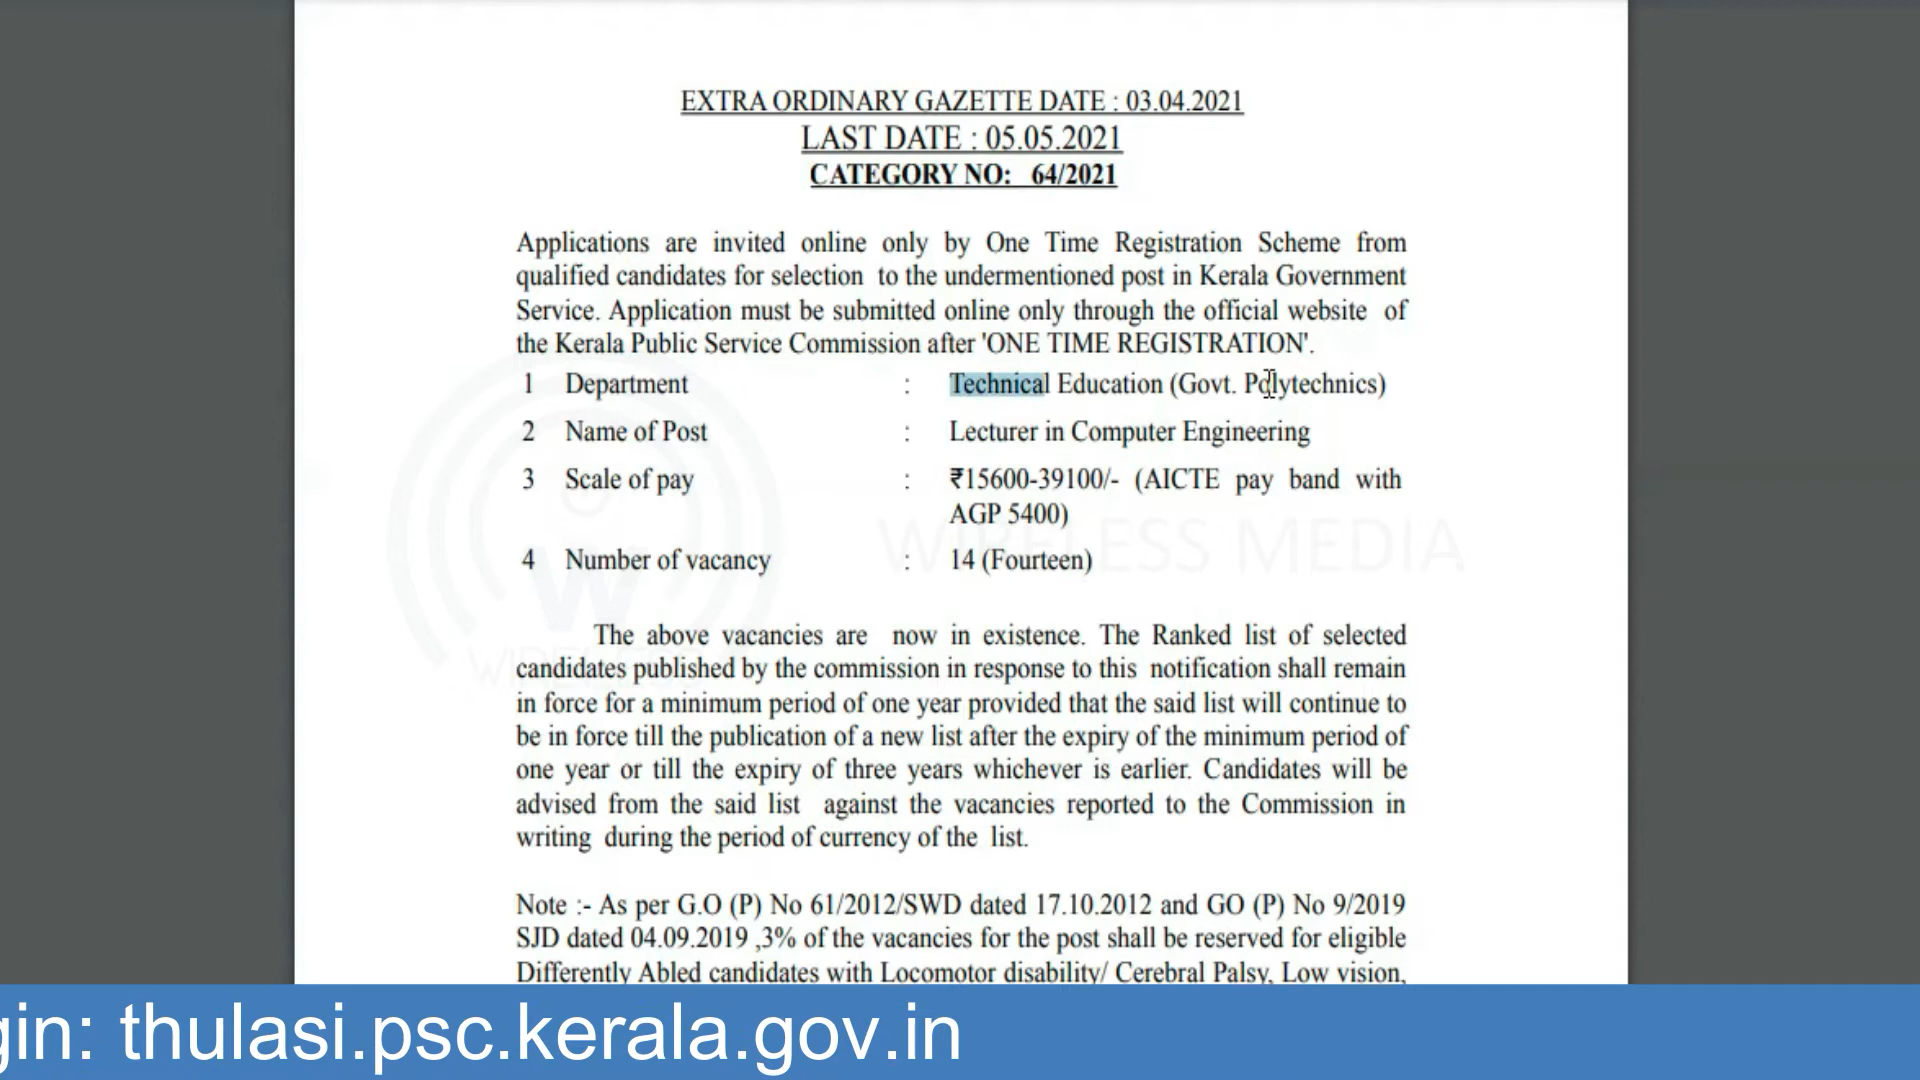 EXTRA ORDINARY GAZETTE DATE : 03.04.2021
LAST DATE : 05.05.2021
CATEGORY NO: 64/2021
Applications are invited online only by One Time Registration Scheme from
qualified candidates for selection to the undermentioned post in Kerala Government
Service. Application must be submitted online only through the official website of
the Kerala Public Service Commission after 'ONE TIME REGISTRATION'.
1 Department : Technical Education (Govt. Polytechnics)
2 Name of Post : Lecturer in Computer Engineering
3 Scale of pay : ₹15600-39100/- (AICTE pay band with
AGP 5400)
4 Number of vacancy : 14 (Fourteen)
WIRELESS MEDIA
W
WIRELESS
The above vacancies are now in existence. The Ranked list of selected
candidates published by the commission in response to this notification shall remain
in force for a minimum period of one year provided that the said list will continue to
be in force till the publication of a new list after the expiry of the minimum period of
one year or till the expiry of three years whichever is earlier. Candidates will be
advised from the said list against the vacancies reported to the Commission in
writing during the period of currency of the list.
Note :- As per G.O (P) No 61/2012/SWD dated 17.10.2012 and GO (P) No 9/2019
SJD dated 04.09.2019 ,3% of the vacancies for the post shall be reserved for eligible
Differently Abled candidates with Locomotor disability/ Cerebral Palsy, Low vision,
gin: thulasi.psc.kerala.gov.in